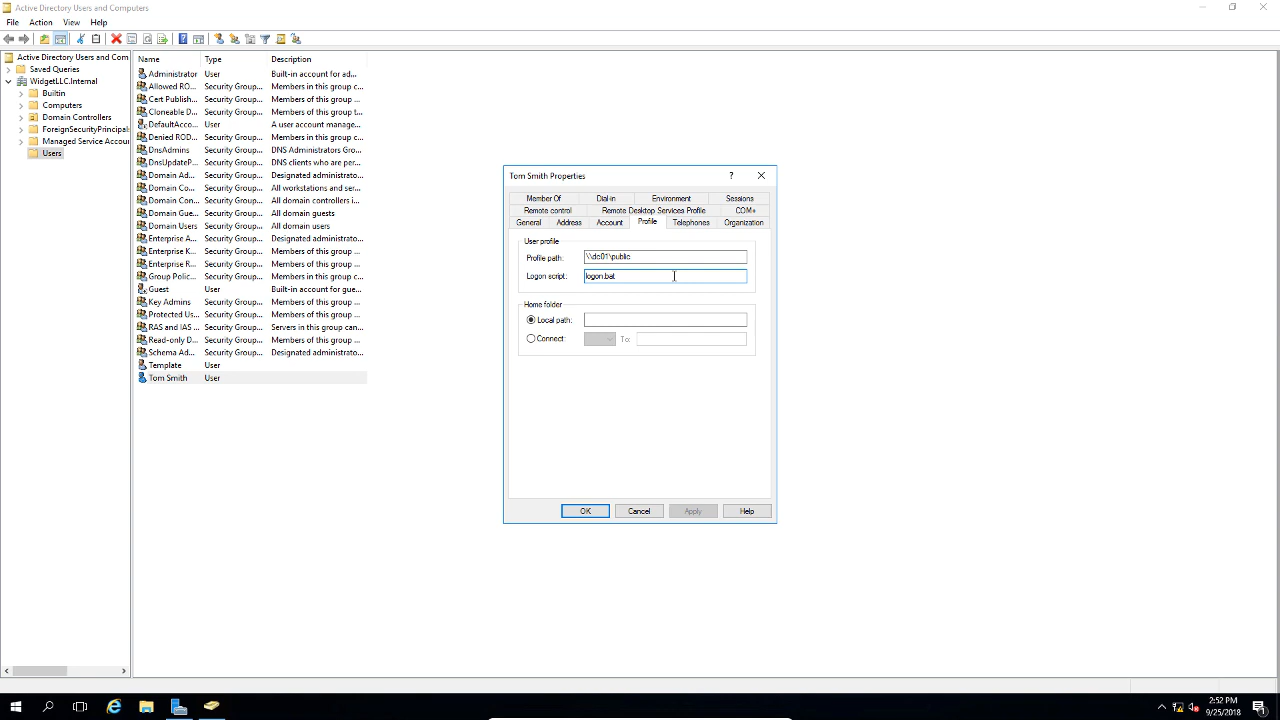 Active Directory Users and Computers
File Action View Help
Active Directory Users and Com
Saved Queries
WidgetLLC.Internal
Builtin
Computers
Domain Controllers
ForeignSecurityPrincipals
Managed Service Accour
Users
Name Type Description
Administrator User Built-in account for ad...
Allowed RO... Security Group... Members in this group c...
Cert Publish... Security Group... Members of this group ...
Cloneable D... Security Group... Members of this group t...
DefaultAcco... User A user account manage...
Denied ROD... Security Group... Members in this group c...
DnsAdmins Security Group... DNS Administrators Gro...
DnsUpdateP... Security Group... DNS clients who are per...
Domain Ad... Security Group... Designated administrato...
Domain Co... Security Group... All workstations and ser...
Domain Con... Security Group... All domain controllers i...
Domain Gue... Security Group... All domain guests
Domain Users Security Group... All domain users
Enterprise A... Security Group... Designated administrato...
Enterprise K... Security Group... Members of this group ...
Enterprise R... Security Group... Members of this group ...
Group Polic... Security Group... Members in this group c...
Guest User Built-in account for gue...
Key Admins Security Group... Members of this group ...
Protected Us... Security Group... Members of this group ...
RAS and IAS ... Security Group... Servers in this group can...
Read-only D... Security Group... Members of this group ...
Schema Ad... Security Group... Designated administrato...
Template User
Tom Smith User
Tom Smith Properties
Member Of Dial-in Environment Sessions
Remote control Remote Desktop Services Profile COM+
General Address Account Profile Telephones Organization
User profile
Profile path: \\dc01\public
Logon script: logon.bat
Home folder
Local path:
Connect: To:
OK Cancel Apply Help
2:52 PM
9/25/2018
1